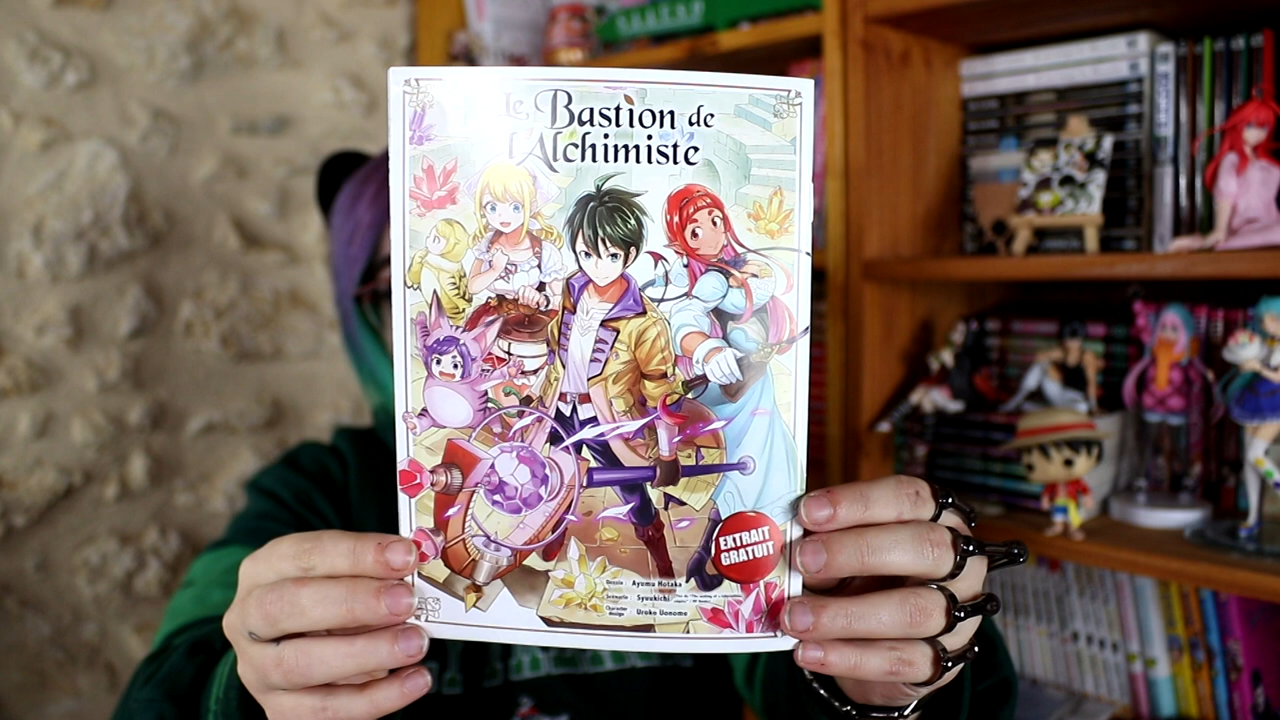 Le Bastion de
l'Alchimiste
EXTRAIT
GRATUIT
Dessin : Ayumu Hotaka
Scénario : Syuukichi
Character
design : Uroko Uonome